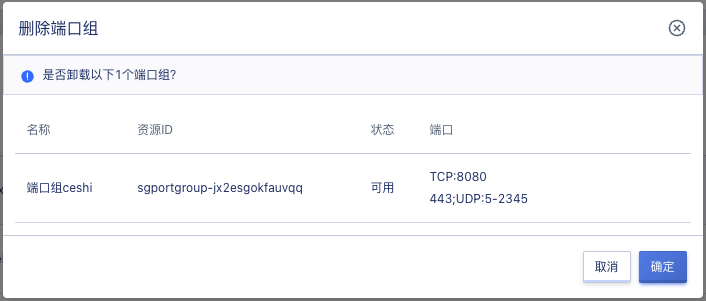 删除端口组
是否卸载以下1个端口组?
名称 资源ID 状态 端口
端口组ceshi sgportgroup-jx2esgokfauvqq 可用 TCP:8080
443;UDP:5-2345
取消 确定